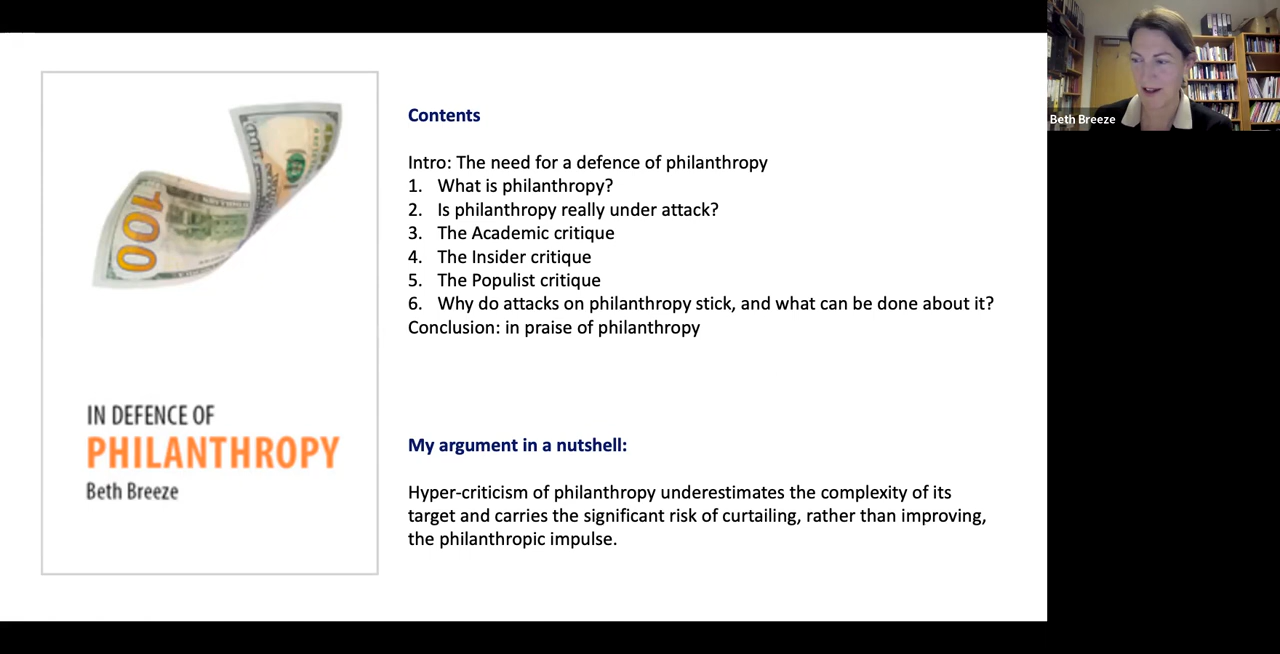 100
IN DEFENCE OF
PHILANTHROPY
Beth Breeze
Contents
Intro: The need for a defence of philanthropy
1. What is philanthropy?
2. Is philanthropy really under attack?
3. The Academic critique
4. The Insider critique
5. The Populist critique
6. Why do attacks on philanthropy stick, and what can be done about it?
Conclusion: in praise of philanthropy
My argument in a nutshell:
Hyper-criticism of philanthropy underestimates the complexity of its
target and carries the significant risk of curtailing, rather than improving,
the philanthropic impulse.
Beth Breeze